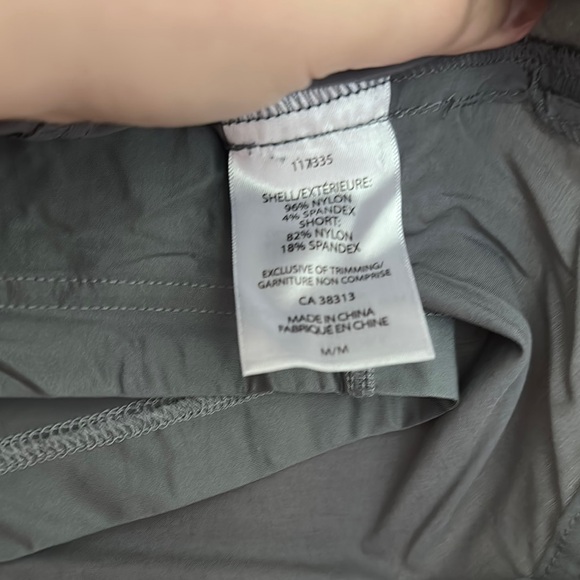 117335
SHELL/EXTÉRIEURE:
96% NYLON
4% SPANDEX
SHORT:
82% NYLON
18% SPANDEX
EXCLUSIVE OF TRIMMING/
GARNITURE NON COMPRISE
CA 38313
MADE IN CHINA
FABRIQUÉ EN CHINE
M/M